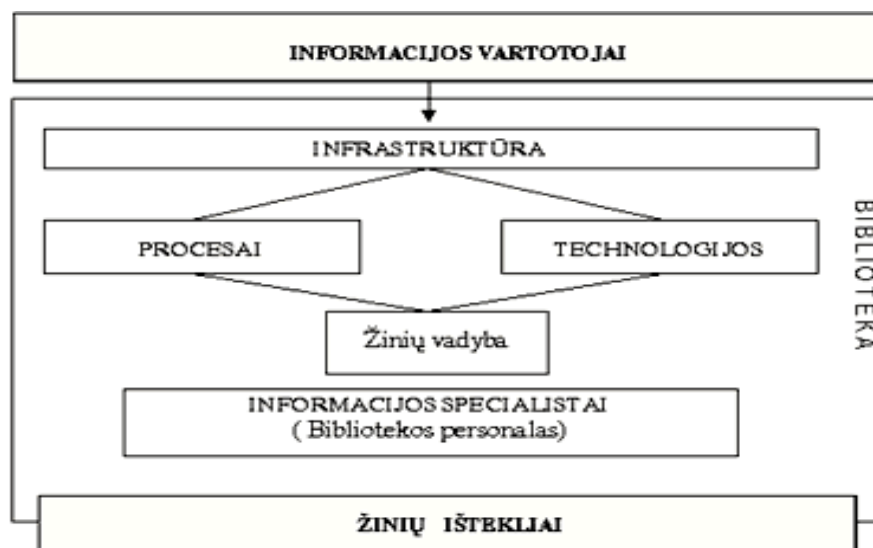 INFORMACIJOS VARTOTOJAI
INFRASTRUKTŪRA
PROCESAI
TECHNOLOGIJOS
BIBLIOTEKA
Žinių vadyba
INFORMACIJOS SPECIALISTAI
( Bibliotekos personalas)
ŽINIŲ IŠTEKLIAI